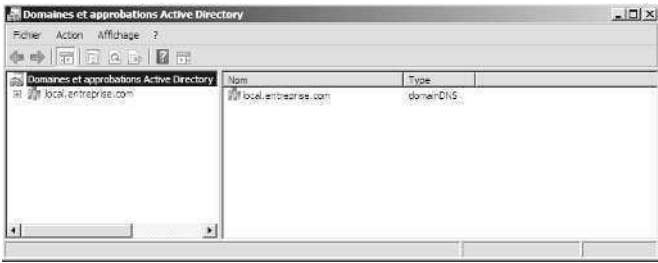 Domaines et approbations Active Directory
Fichier Action Affichage ?
Domaines et approbations Active Directory
local.entreprise.com
Nom Type
local.entreprise.com domainDNS